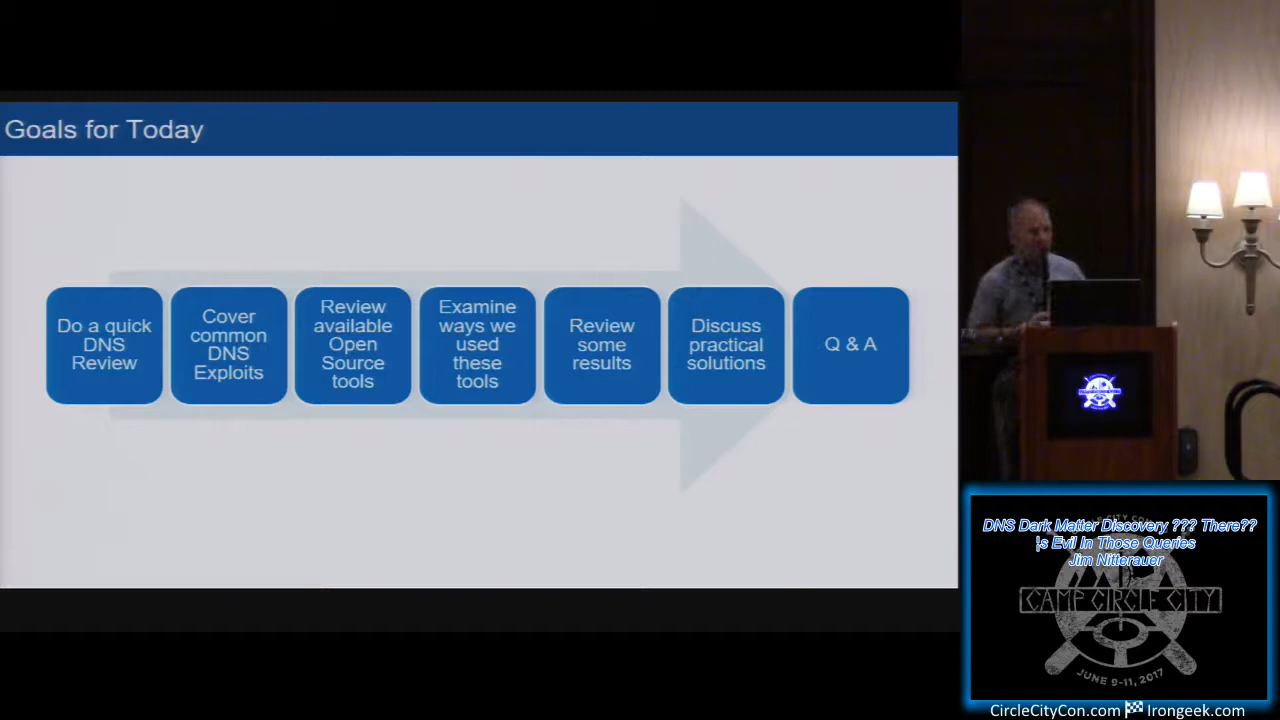 Goals for Today
Do a quick
DNS
Review
Cover
common
DNS
Exploits
Review
available
Open
Source
tools
Examine
ways we
used
these
tools
Review
some
results
Discuss
practical
solutions
Q & A
DNS Dark Matter Discovery ??? There??
s Evil In Those Queries
Jim Nitterauer
CAMP CIRCLE CITY
JUNE 9-11, 2017
CircleCityCon.com Irongeek.com